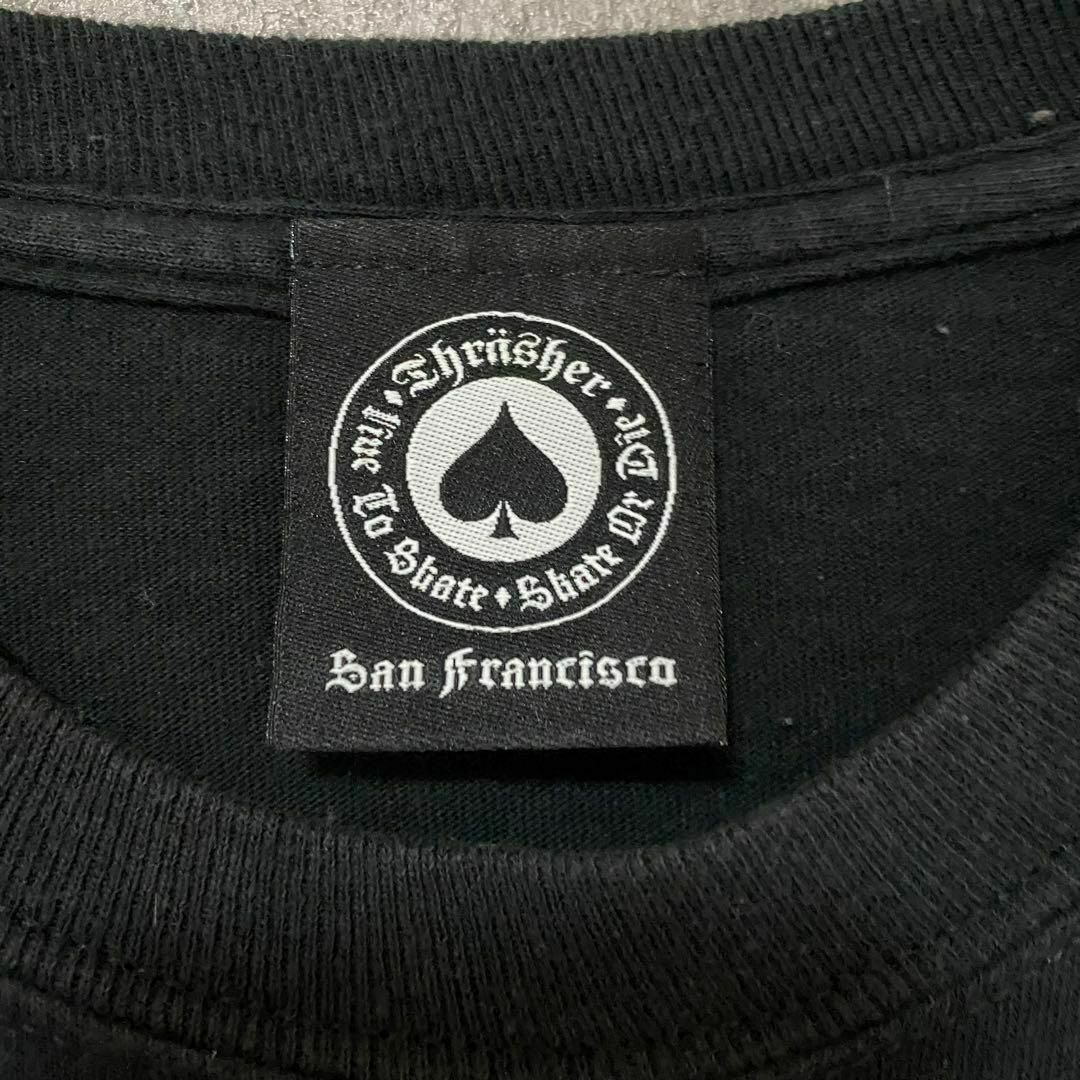 Thräsher
Live To Skate
Skate Or Die
San Francisco